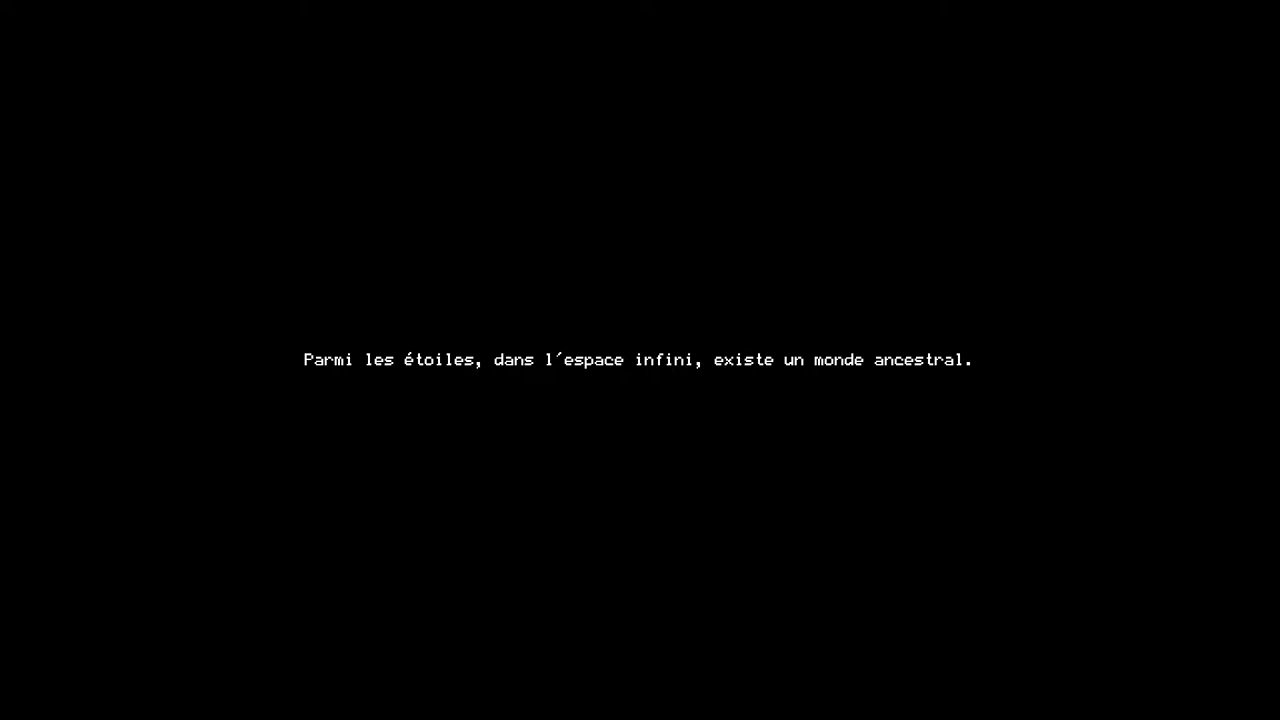 Parmi les étoiles, dans l´espace infini, existe un monde ancestral.